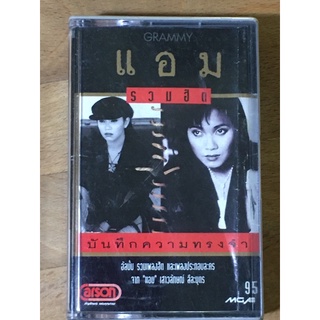 GRAMMY
แอม
รวมฮิต
บันทึกความทรงจำ
อัลบั้ม รวมเพลงฮิต และเพลงประกอบละคร
จาก "แอม" เสาวลักษณ์ ลีละบุตร
carson
95
MGA